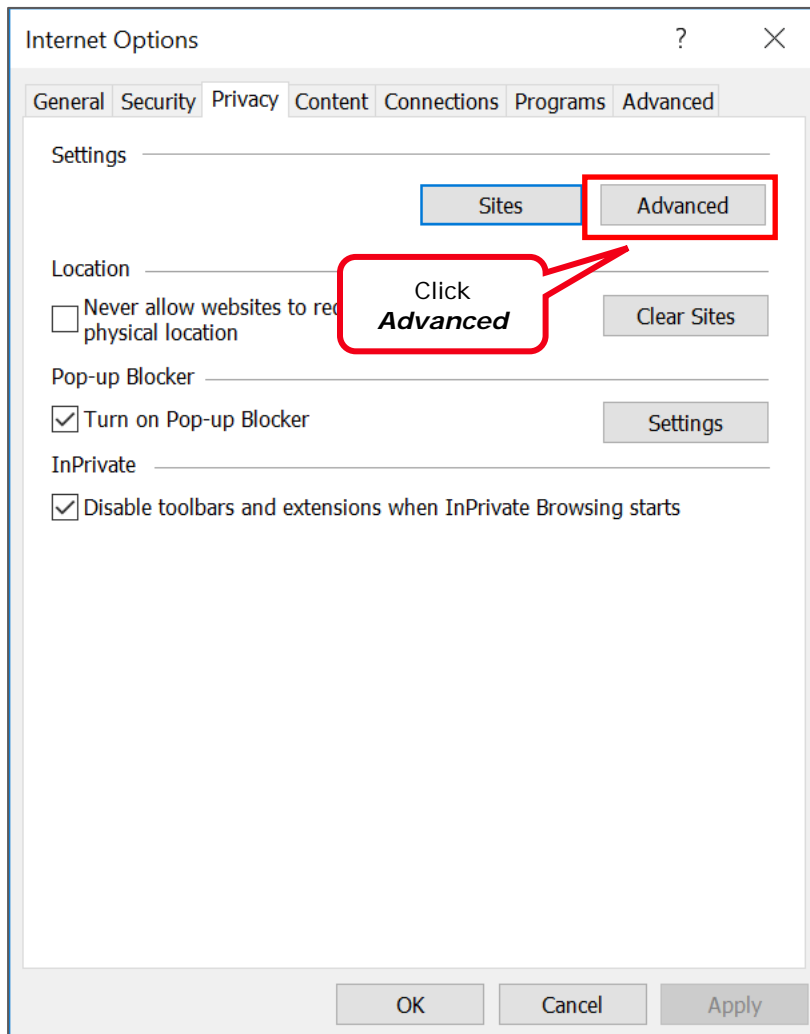 Internet Options ?
General Security Privacy Content Connections Programs Advanced
Settings
Sites Advanced
Location
Never allow websites to
physical location
Clear Sites
Click
Advanced
Pop-up Blocker
Turn on Pop-up Blocker
Settings
InPrivate
Disable toolbars and extensions when InPrivate Browsing starts
OK Cancel Apply